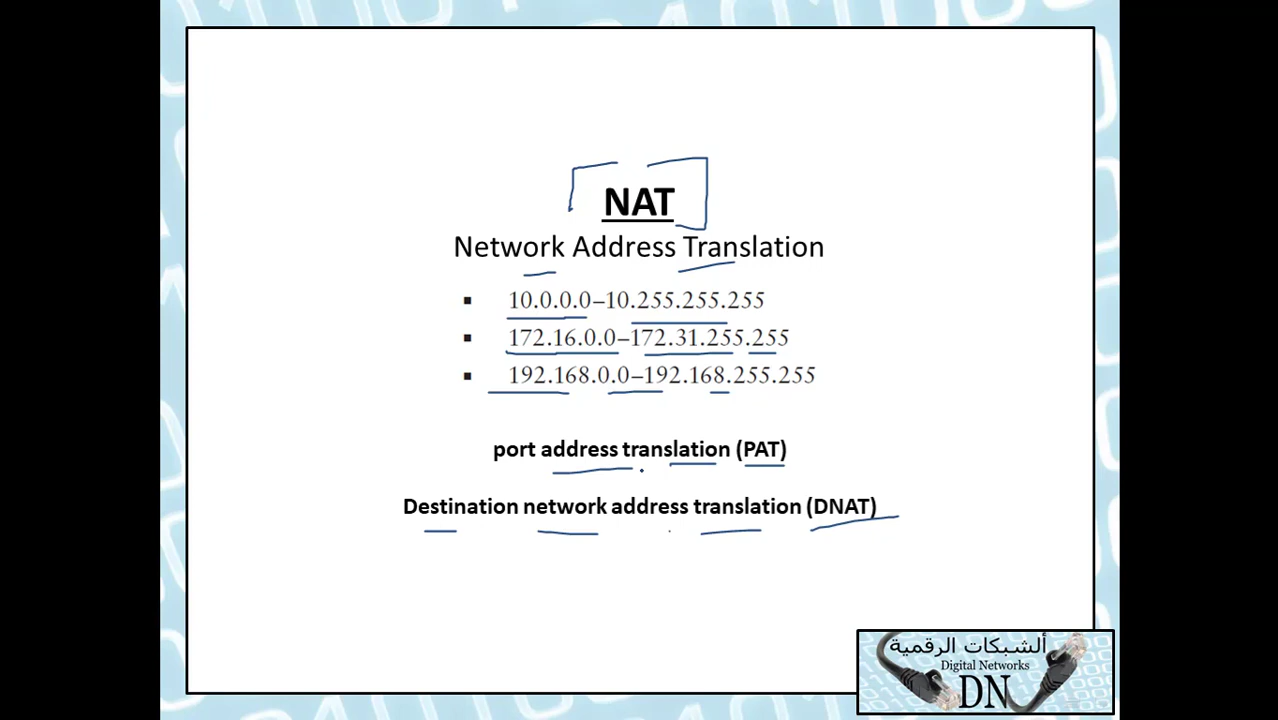 NAT
Network Address Translation
▪ 10.0.0.0–10.255.255.255
▪ 172.16.0.0–172.31.255.255
▪ 192.168.0.0–192.168.255.255
port address translation (PAT)
Destination network address translation (DNAT)
ألشبكات الرقمية
Digital Networks
DN